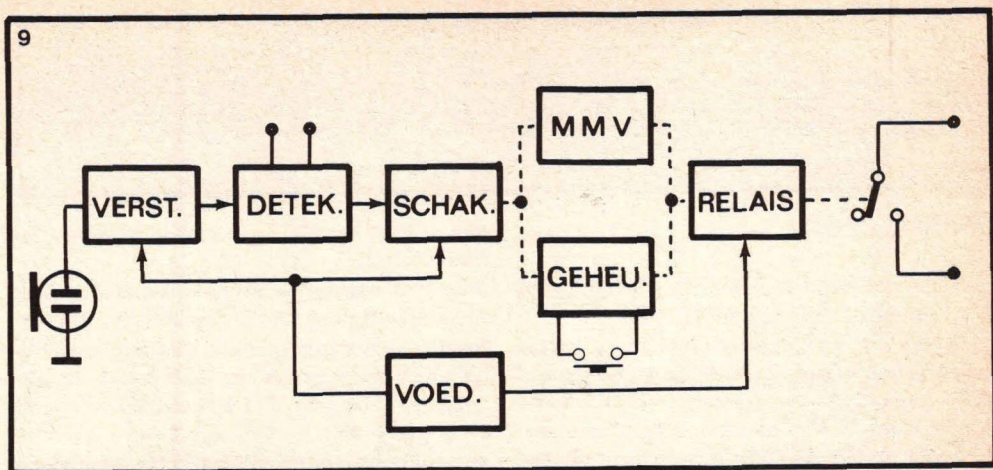 9
MMV
VERST.
DETEK.
SCHAK.
RELAIS
GEHEU.
VOED.